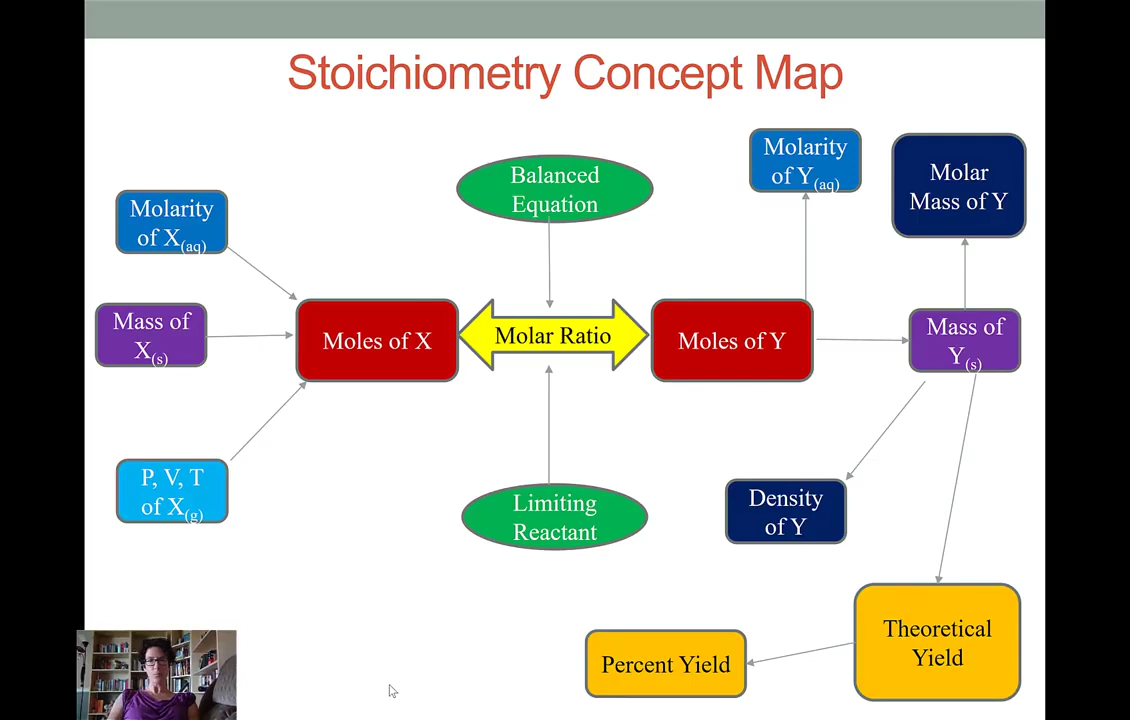 Stoichiometry Concept Map
Molarity
of X(aq)
Mass of
X(s)
P, V, T
of X(g)
Moles of X
Balanced
Equation
Molar Ratio
Limiting
Reactant
Moles of Y
Molarity
of Y(aq)
Molar
Mass of Y
Mass of
Y(s)
Density
of Y
Theoretical
Yield
Percent Yield